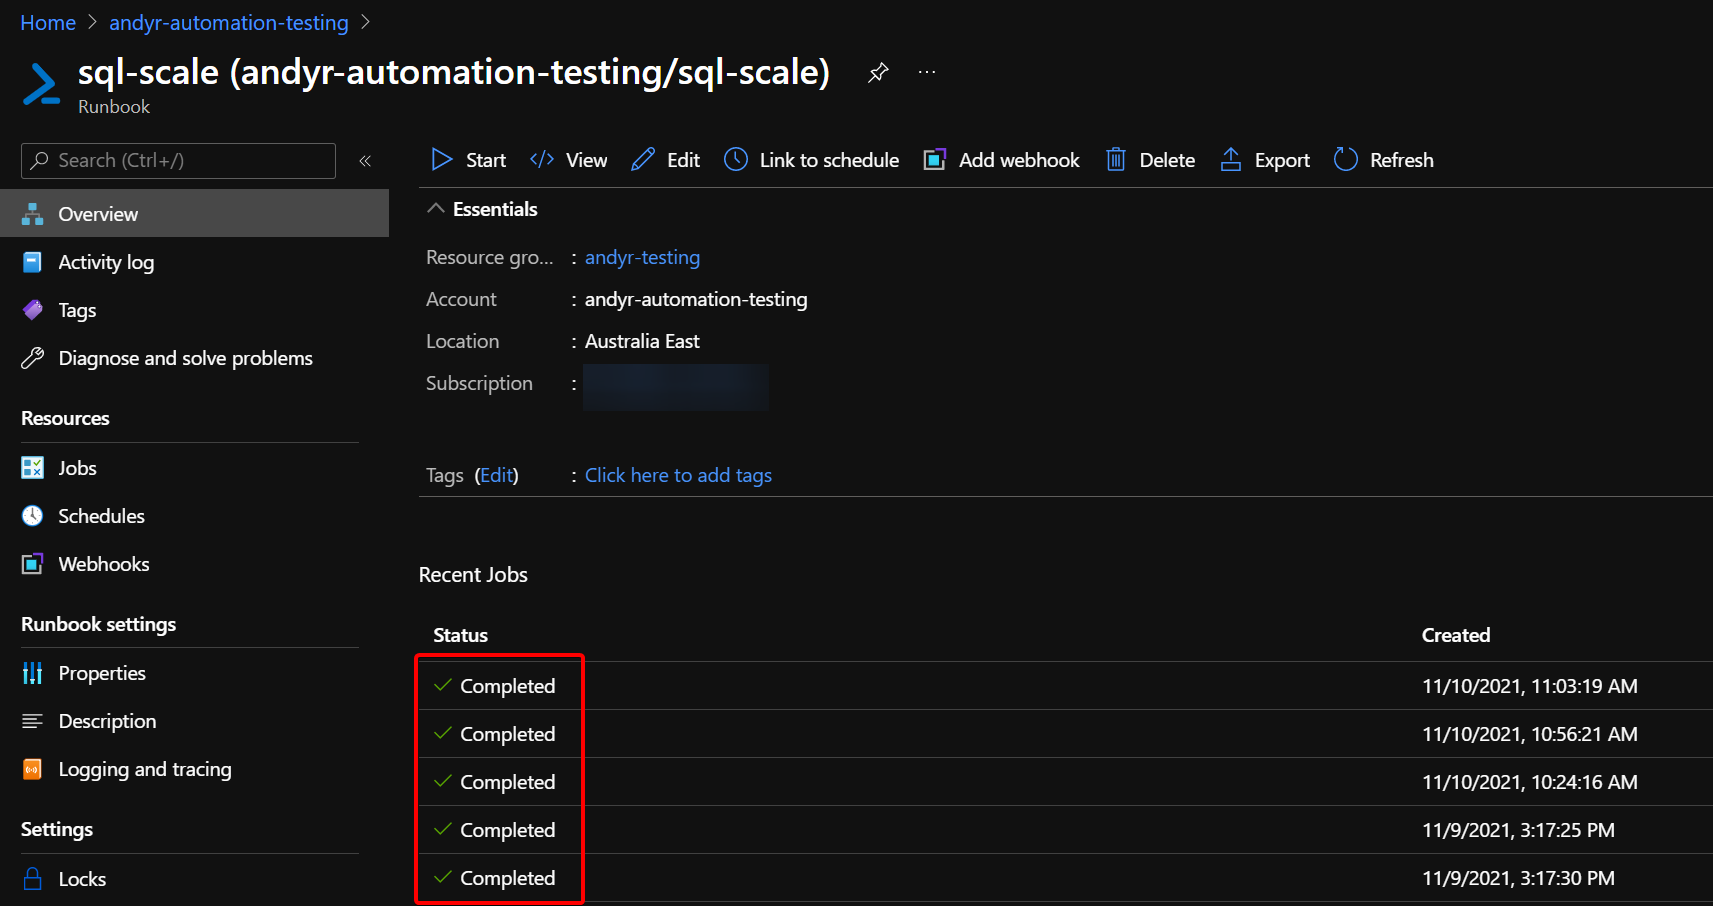 Home > andyr-automation-testing >
sql-scale (andyr-automation-testing/sql-scale) ...
Runbook
Search (Ctrl+/) «
Overview
Activity log
Tags
Diagnose and solve problems
Resources
Jobs
Schedules
Webhooks
Runbook settings
Properties
Description
Logging and tracing
Settings
Locks
Start View Edit Link to schedule Add webhook Delete Export Refresh
Essentials
Resource gro... : andyr-testing
Account : andyr-automation-testing
Location : Australia East
Subscription :
Tags (Edit) : Click here to add tags
Recent Jobs
Status Created
Completed 11/10/2021, 11:03:19 AM
Completed 11/10/2021, 10:56:21 AM
Completed 11/10/2021, 10:24:16 AM
Completed 11/9/2021, 3:17:25 PM
Completed 11/9/2021, 3:17:30 PM